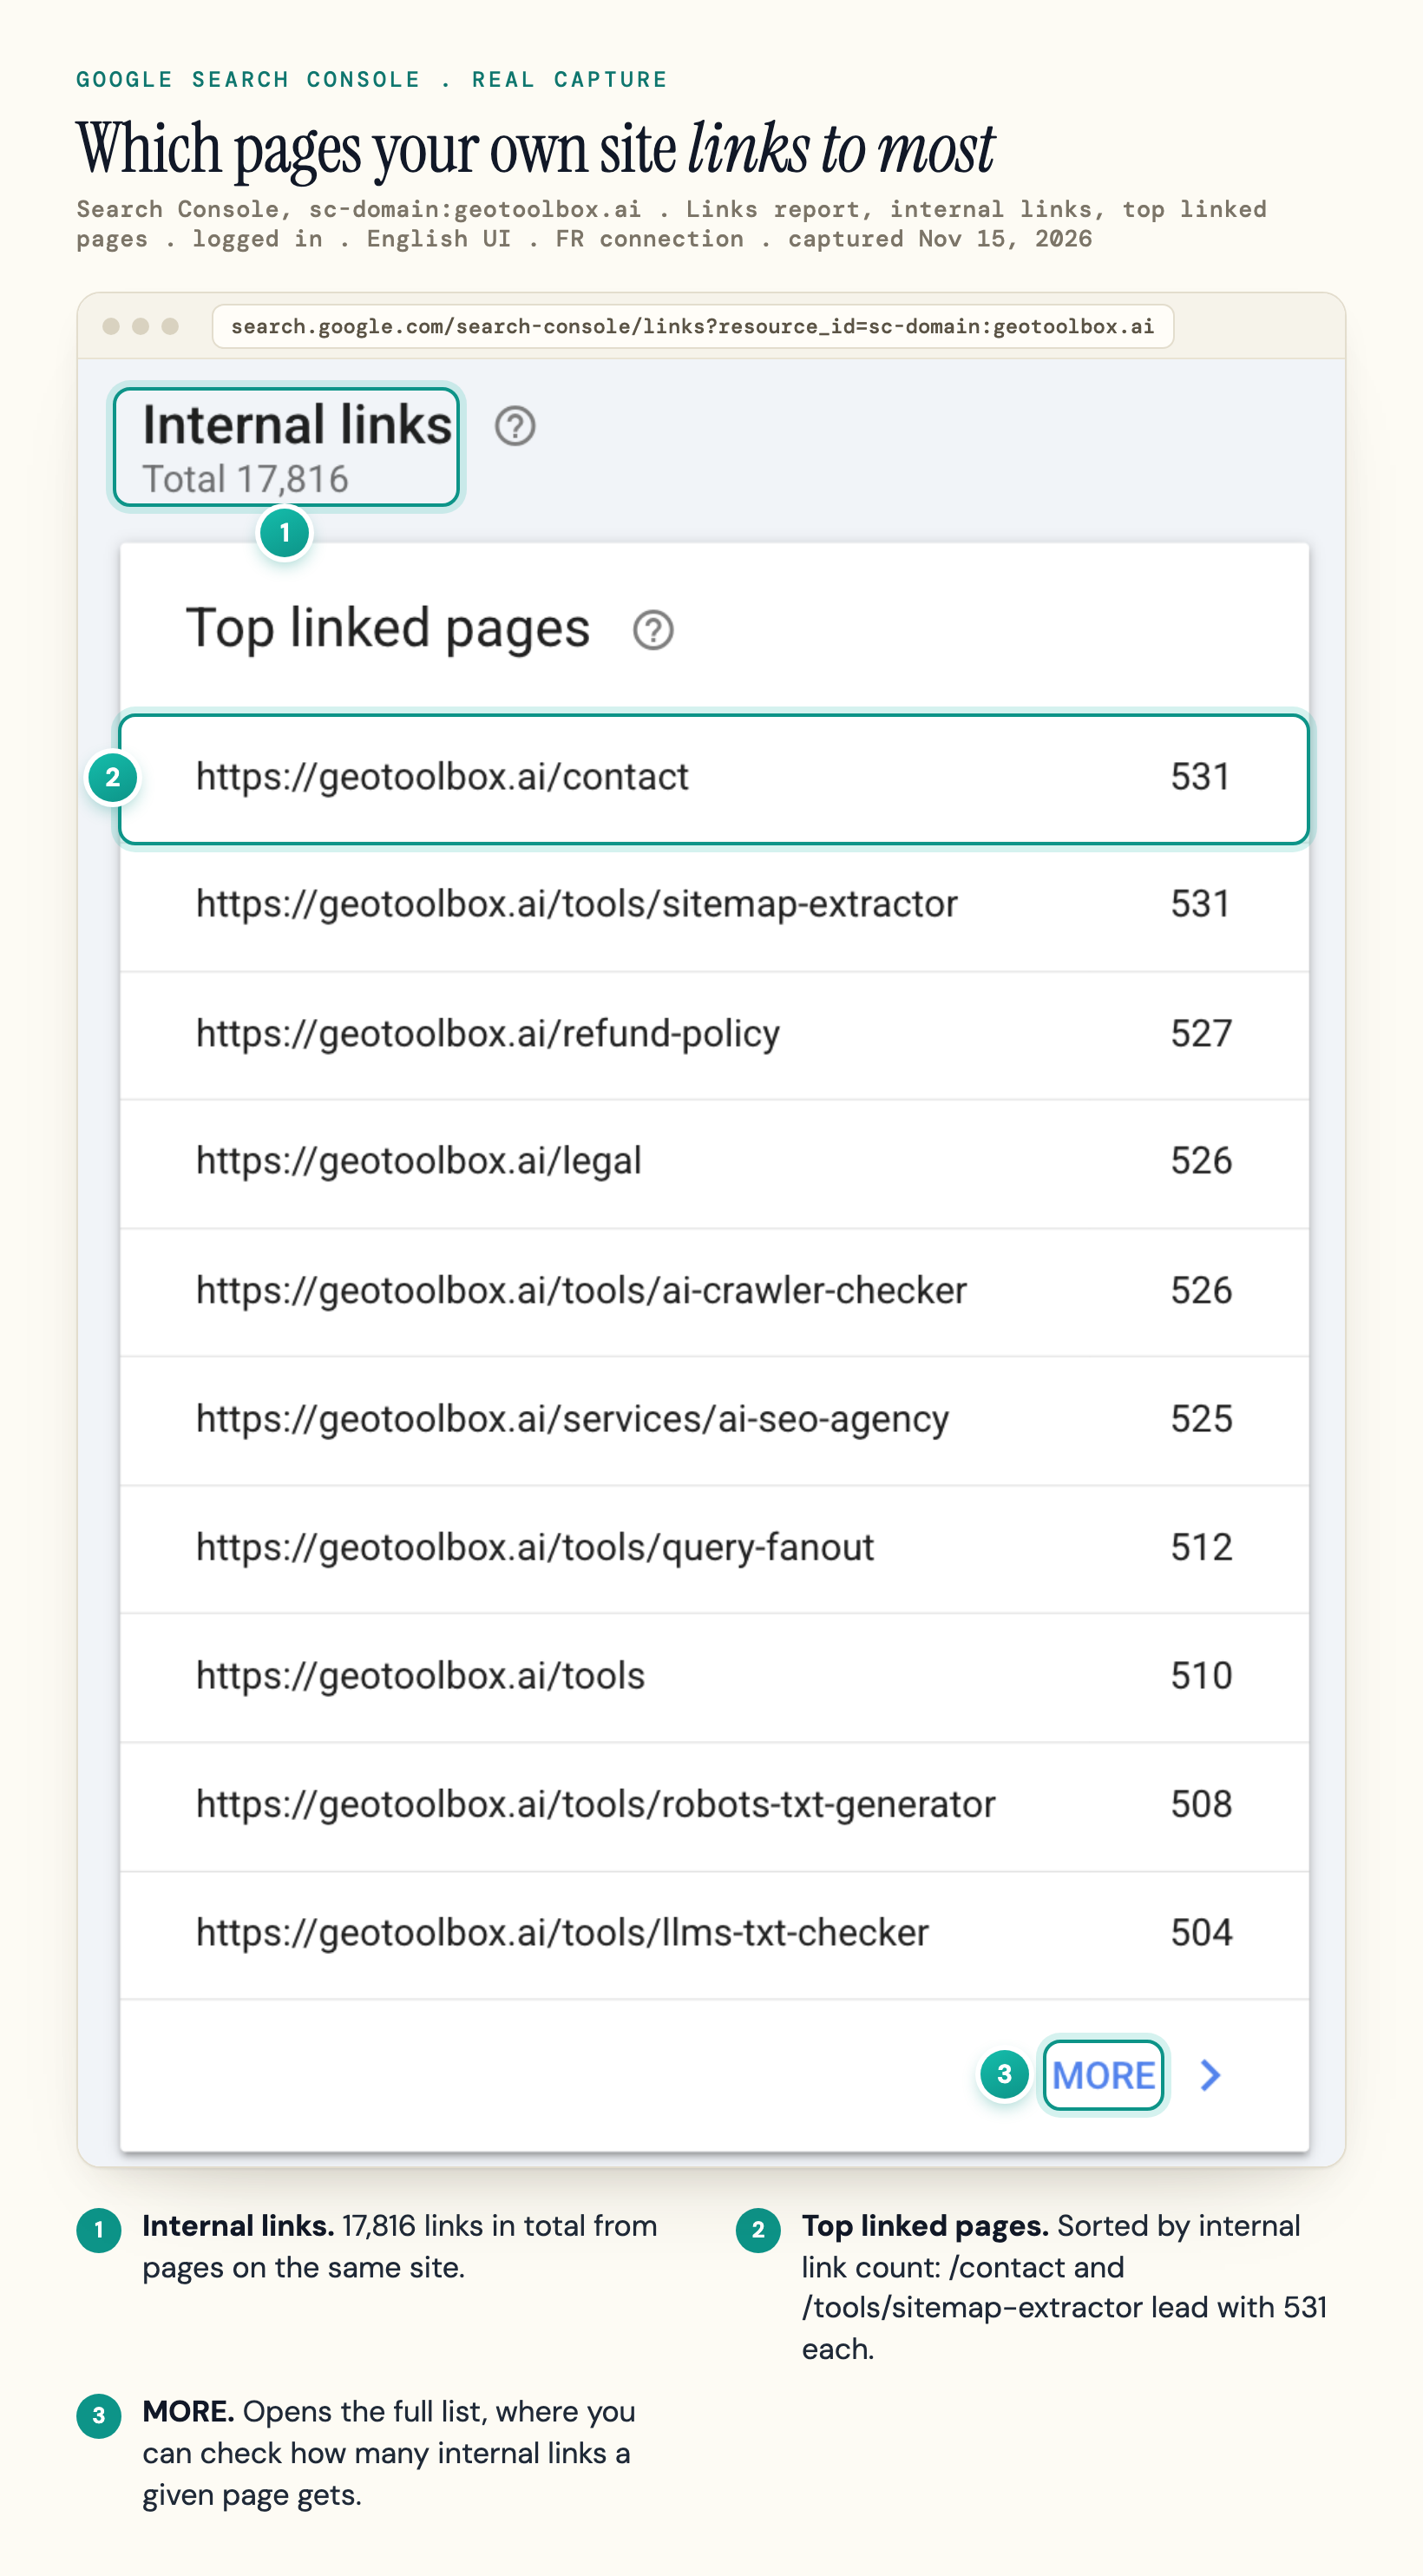 GOOGLE SEARCH CONSOLE . REAL CAPTURE
Which pages your own site links to most
Search Console, sc-domain:geotoolbox.ai . Links report, internal links, top linked
pages . logged in . English UI . FR connection . captured Nov 15, 2026
search.google.com/search-console/links?resource_id=sc-domain:geotoolbox.ai
Internal links ?
Total 17,816
1
Top linked pages ?
2 https://geotoolbox.ai/contact 531
https://geotoolbox.ai/tools/sitemap-extractor 531
https://geotoolbox.ai/refund-policy 527
https://geotoolbox.ai/legal 526
https://geotoolbox.ai/tools/ai-crawler-checker 526
https://geotoolbox.ai/services/ai-seo-agency 525
https://geotoolbox.ai/tools/query-fanout 512
https://geotoolbox.ai/tools 510
https://geotoolbox.ai/tools/robots-txt-generator 508
https://geotoolbox.ai/tools/llms-txt-checker 504
3 MORE
1 Internal links. 17,816 links in total from
pages on the same site.
2 Top linked pages. Sorted by internal
link count: /contact and
/tools/sitemap-extractor lead with 531
each.
3 MORE. Opens the full list, where you
can check how many internal links a
given page gets.